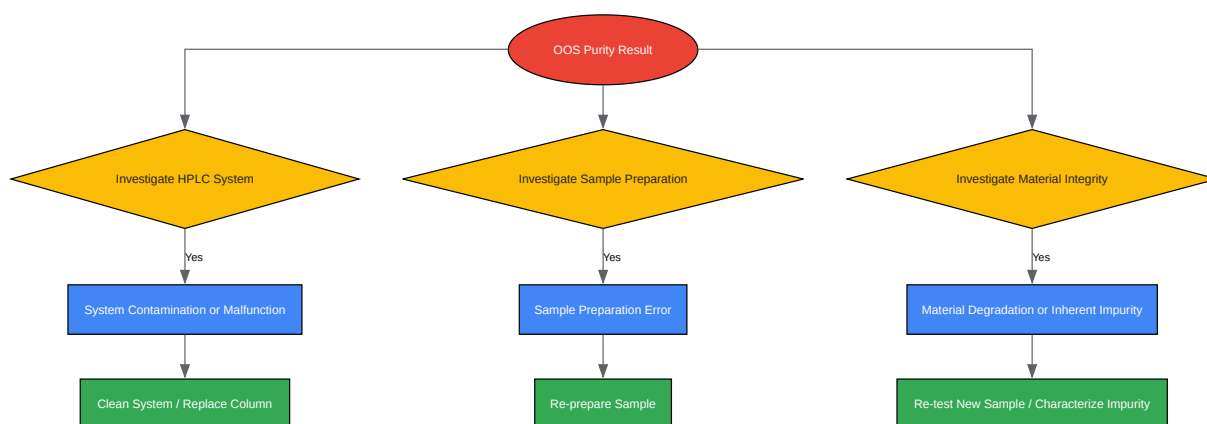 OOS Purity Result
Investigate HPLC System
Investigate Sample Preparation
Investigate Material Integrity
Yes
Yes
Yes
System Contamination or Malfunction
Sample Preparation Error
Material Degradation or Inherent Impurity
Clean System / Replace Column
Re-prepare Sample
Re-test New Sample / Characterize Impurity